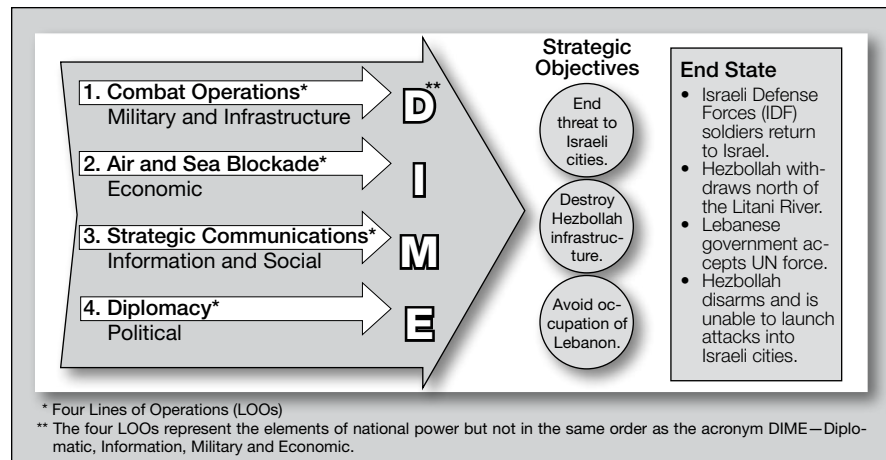 1. Combat Operations*
Military and Infrastructure
2. Air and Sea Blockade*
Economic
3. Strategic Communications*
Information and Social
4. Diplomacy*
Political
D**
I
M
E
Strategic
Objectives
End
threat to
Israeli
cities.
Destroy
Hezbollah
infrastruc-
ture.
Avoid oc-
cupation of
Lebanon.
End State
• Israeli Defense
Forces (IDF)
soldiers return
to Israel.
• Hezbollah with-
draws north of
the Litani River.
• Lebanese
government ac-
cepts UN force.
• Hezbollah
disarms and is
unable to launch
attacks into
Israeli cities.
* Four Lines of Operations (LOOs)
** The four LOOs represent the elements of national power but not in the same order as the acronym DIME—Diplo-
matic, Information, Military and Economic.